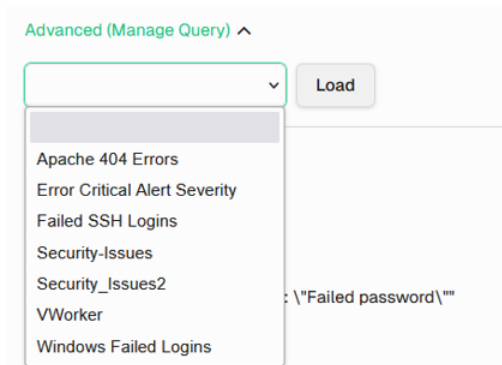 Advanced (Manage Query)
Load
Apache 404 Errors
Error Critical Alert Severity
Failed SSH Logins
Security-Issues
Security_Issues2
: \"Failed password\""
VWorker
Windows Failed Logins